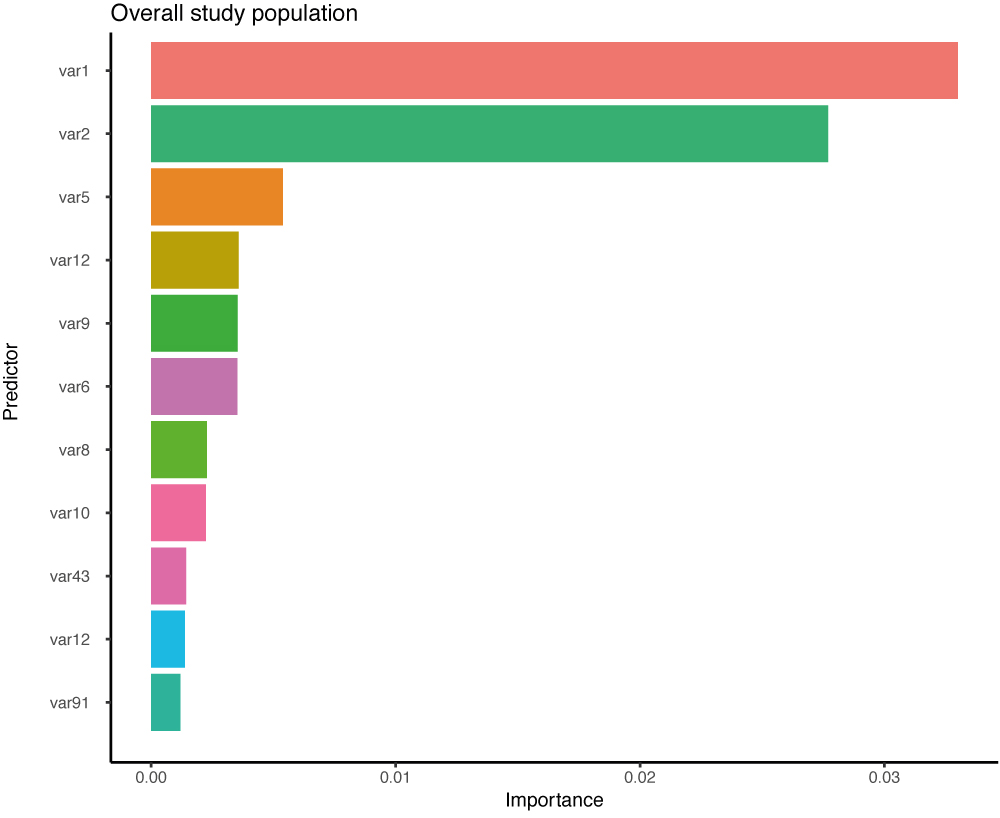 Overall study population
Predictor
var1
var2
var5
var12
var9
var6
var8
var10
var43
var12
var91
0.00 0.01 0.02 0.03
Importance